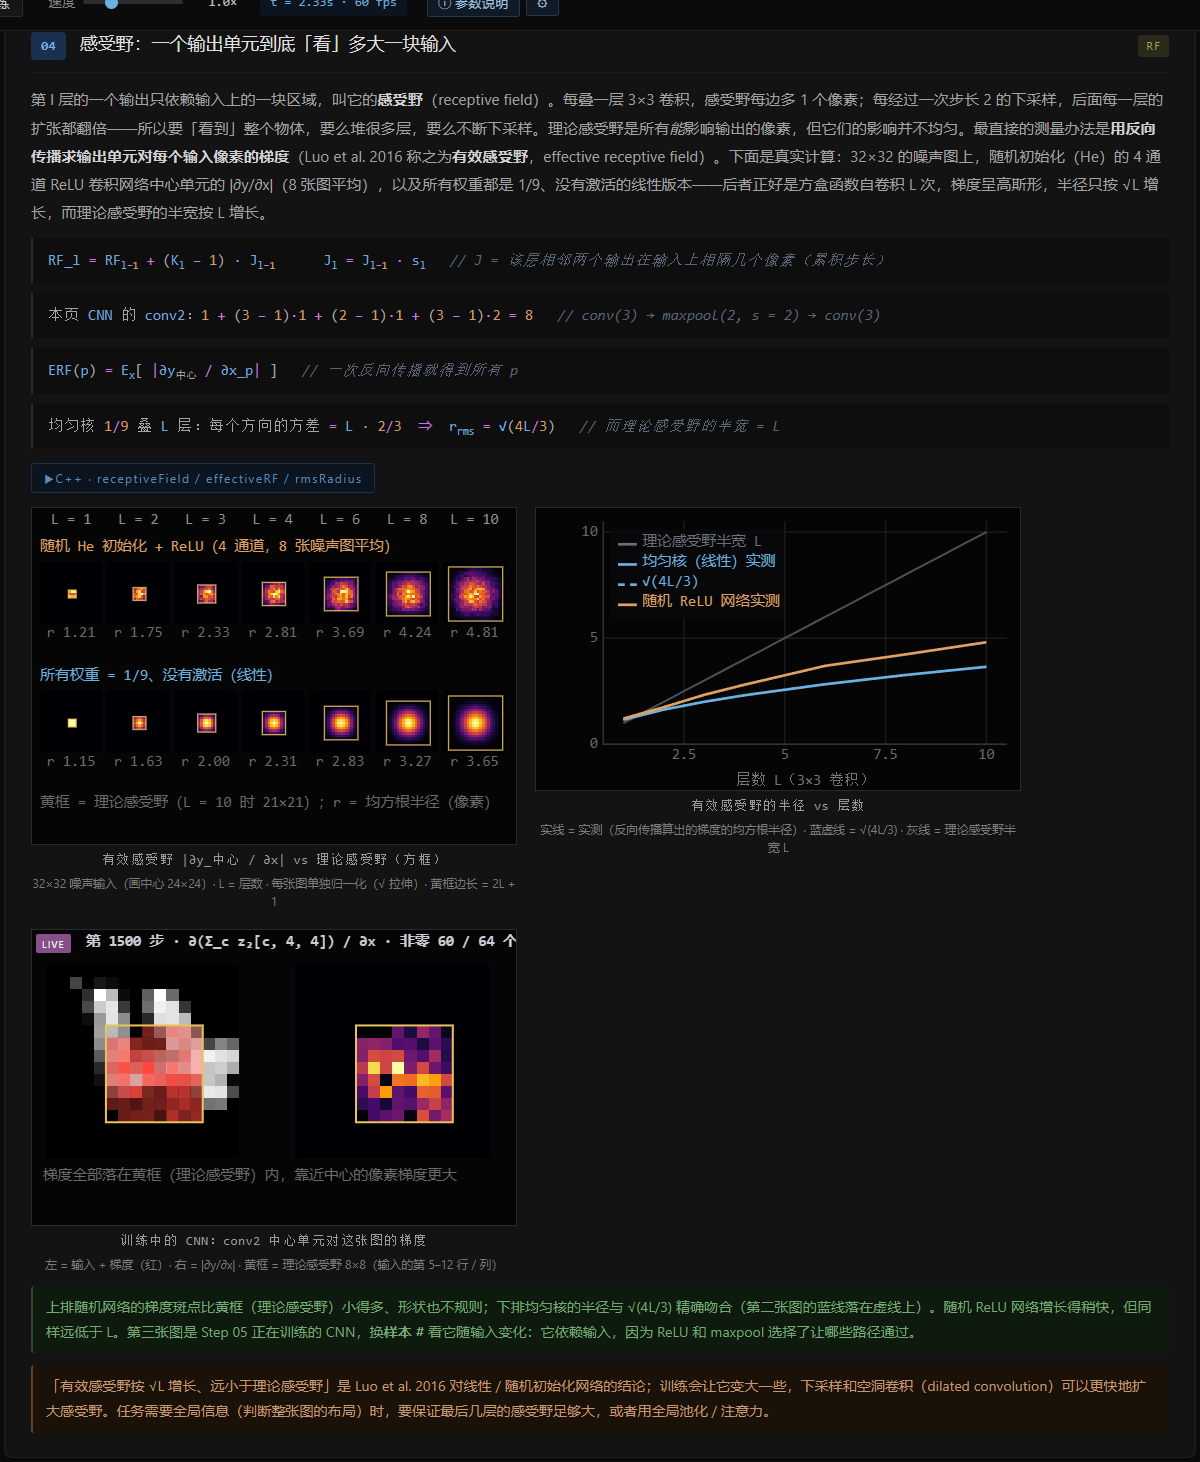 练 速度 1.0x t = 2.33s · 60 fps ⓘ 参数说明 ⚙
04 感受野：一个输出单元到底「看」多大一块输入 RF
第 l 层的一个输出只依赖输入上的一块区域，叫它的感受野（receptive field）。每叠一层 3×3 卷积，感受野每边多 1 个像素；每经过一次步长 2 的下采样，后面每一层的
扩张都翻倍——所以要「看到」整个物体，要么堆很多层，要么不断下采样。理论感受野是所有能影响输出的像素，但它们的影响并不均匀。最直接的测量办法是用反向
传播求输出单元对每个输入像素的梯度（Luo et al. 2016 称之为有效感受野，effective receptive field）。下面是真实计算：32×32 的噪声图上，随机初始化（He）的 4 通
道 ReLU 卷积网络中心单元的 |∂y/∂x|（8 张图平均），以及所有权重都是 1/9、没有激活的线性版本——后者正好是方盒函数自卷积 L 次，梯度呈高斯形，半径只按 √L 增
长，而理论感受野的半宽按 L 增长。
RF_l = RFl−1 + (Kl − 1) · Jl−1 Jl = Jl−1 · sl // J = 该层相邻两个输出在输入上相隔几个像素（累积步长）
本页 CNN 的 conv2：1 + (3 − 1)·1 + (2 − 1)·1 + (3 − 1)·2 = 8 // conv(3) → maxpool(2, s = 2) → conv(3)
ERF(p) = Ex[ |∂y中心 / ∂x_p| ] // 一次反向传播就得到所有 p
均匀核 1/9 叠 L 层：每个方向的方差 = L · 2/3 ⇒ rrms = √(4L/3) // 而理论感受野的半宽 = L
▶C++ · receptiveField / effectiveRF / rmsRadius
L = 1 L = 2 L = 3 L = 4 L = 6 L = 8 L = 10
随机 He 初始化 + ReLU（4 通道，8 张噪声图平均）
r 1.21 r 1.75 r 2.33 r 2.81 r 3.69 r 4.24 r 4.81
所有权重 = 1/9、没有激活（线性）
r 1.15 r 1.63 r 2.00 r 2.31 r 2.83 r 3.27 r 3.65
黄框 = 理论感受野（L = 10 时 21×21）；r = 均方根半径（像素）
有效感受野 |∂y_中心 / ∂x| vs 理论感受野（方框）
32×32 噪声输入（画中心 24×24）· L = 层数 · 每张图单独归一化（√ 拉伸）· 黄框边长 = 2L +
1
10
理论感受野半宽 L
均匀核（线性）实测
√(4L/3)
随机 ReLU 网络实测
5
0
2.5 5 7.5 10
层数 L（3×3 卷积）
有效感受野的半径 vs 层数
实线 = 实测（反向传播算出的梯度的均方根半径）· 蓝虚线 = √(4L/3) · 灰线 = 理论感受野半
宽 L
LIVE 第 1500 步 · ∂(Σ_c z₂[c, 4, 4]) / ∂x · 非零 60 / 64 个
梯度全部落在黄框（理论感受野）内，靠近中心的像素梯度更大
训练中的 CNN：conv2 中心单元对这张图的梯度
左 = 输入 + 梯度（红）· 右 = |∂y/∂x| · 黄框 = 理论感受野 8×8（输入的第 5–12 行 / 列）
上排随机网络的梯度斑点比黄框（理论感受野）小得多、形状也不规则；下排均匀核的半径与 √(4L/3) 精确吻合（第二张图的蓝线落在虚线上）。随机 ReLU 网络增长得稍快，但同
样远低于 L。第三张图是 Step 05 正在训练的 CNN，换样本 # 看它随输入变化：它依赖输入，因为 ReLU 和 maxpool 选择了让哪些路径通过。
「有效感受野按 √L 增长、远小于理论感受野」是 Luo et al. 2016 对线性 / 随机初始化网络的结论；训练会让它变大一些，下采样和空洞卷积（dilated convolution）可以更快地扩
大感受野。任务需要全局信息（判断整张图的布局）时，要保证最后几层的感受野足够大，或者用全局池化 / 注意力。